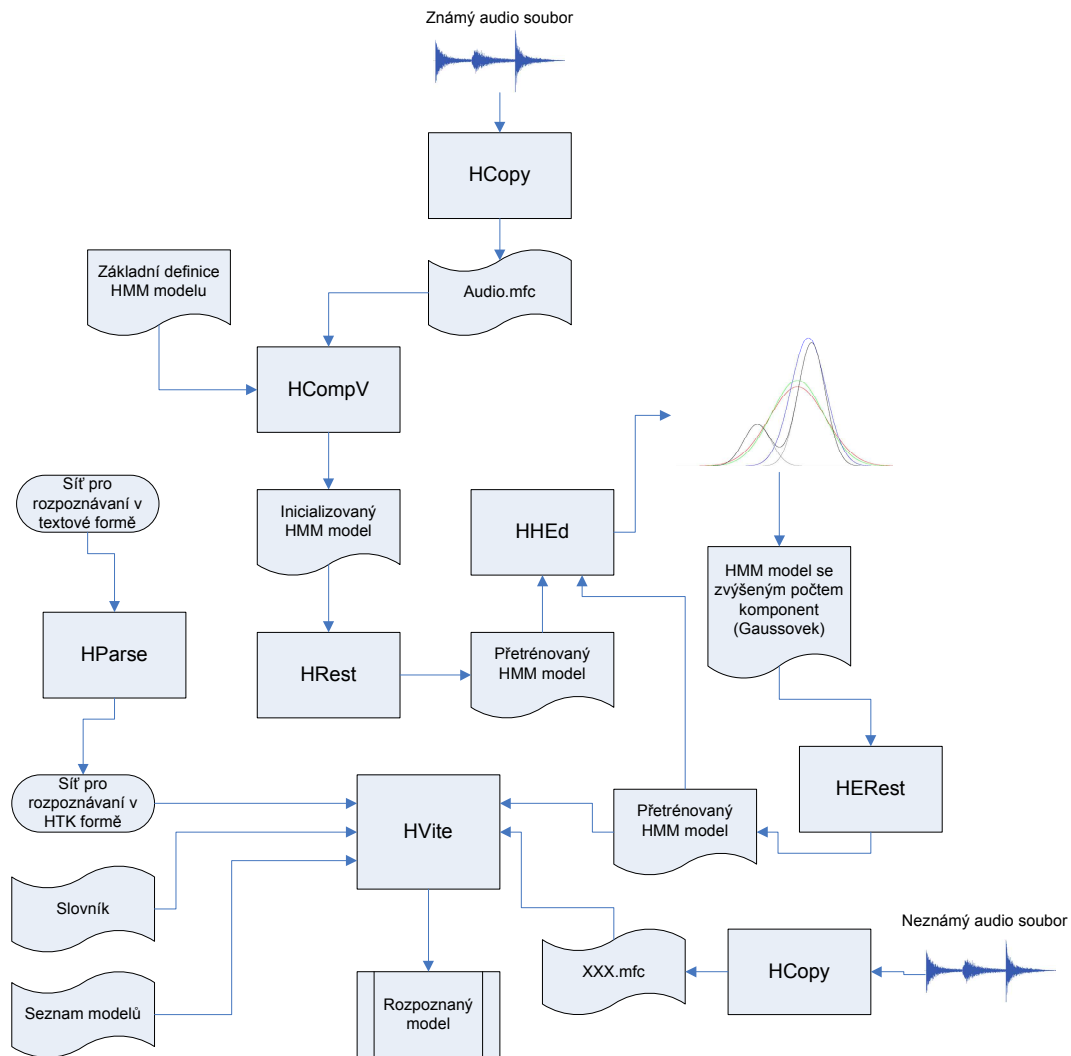 Známý audio soubor
HCopy
Základní definice
HMM modelu
Audio.mfc
HCompV
Síť pro
rozpoznávaní v
textové formě
Inicializovaný
HMM model
HHEd
HMM model se
zvýšeným počtem
komponent
(Gaussovek)
HParse
HRest
Přetrénovaný
HMM model
Síť pro
rozpoznávaní v
HTK formě
HVite
Přetrénovaný
HMM model
HERest
Slovník
Neznámý audio soubor
XXX.mfc
HCopy
Seznam modelů
Rozpoznaný
model